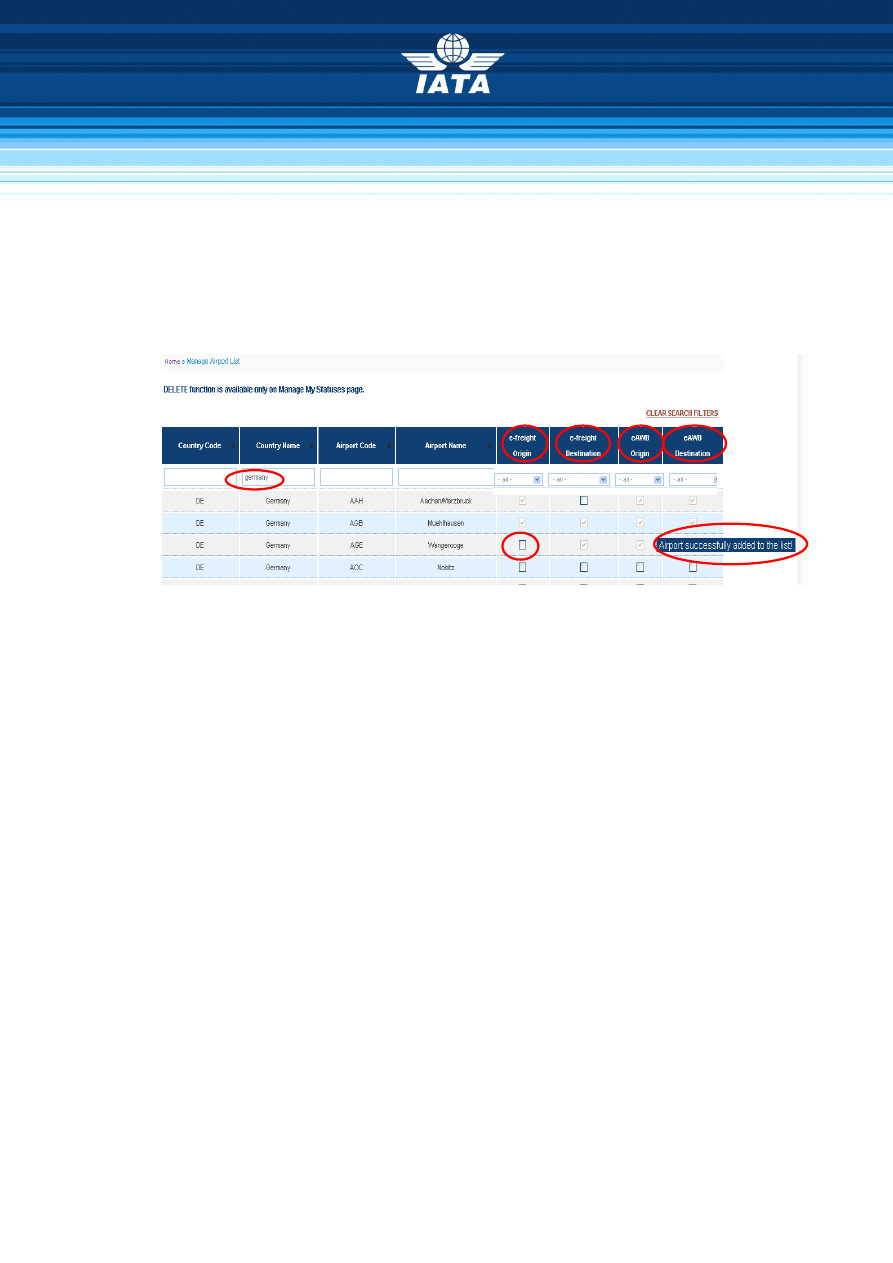 IATA
Home » Manage Airport List
DELETE function is available only on Manage My Statuses page.
CLEAR SEARCH FILTERS
Country Code Country Name Airport Code Airport Name e-freight Origin e-freight Destination eAWB Origin eAWB Destination
germany - all - - all - - all - - all -
DE Germany AAH Aachen/Merzbruck
DE Germany AGB Muehlhausen
DE Germany AGE Wangerooge Airport successfully added to the list!
DE Germany AOC Nobitz